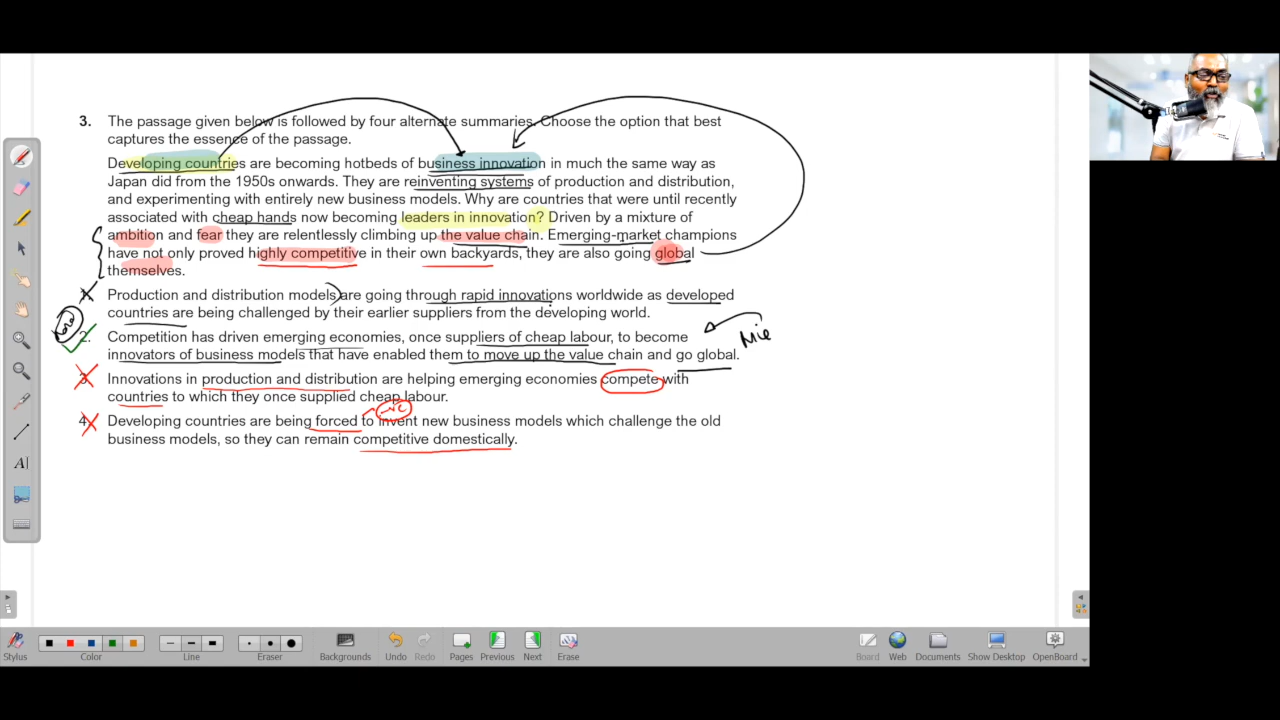 3. The passage given below is followed by four alternate summaries. Choose the option that best
captures the essence of the passage.
Developing countries are becoming hotbeds of business innovation in much the same way as
Japan did from the 1950s onwards. They are reinventing systems of production and distribution,
and experimenting with entirely new business models. Why are countries that were until recently
associated with cheap hands now becoming leaders in innovation? Driven by a mixture of
ambition and fear they are relentlessly climbing up the value chain. Emerging-market champions
have not only proved highly competitive in their own backyards, they are also going global
themselves.
Production and distribution models are going through rapid innovations worldwide as developed
countries are being challenged by their earlier suppliers from the developing world.
2. Competition has driven emerging economies, once suppliers of cheap labour, to become
innovators of business models that have enabled them to move up the value chain and go global.
3. Innovations in production and distribution are helping emerging economies compete with
countries to which they once supplied cheap labour.
-ve
4. Developing countries are being forced to invent new business models which challenge the old
business models, so they can remain competitive domestically.
Stylus
Color
Line
Eraser
Backgrounds
Undo
Redo
Pages
Previous
Next
Erase
Board
Web
Documents
Show Desktop
OpenBoard